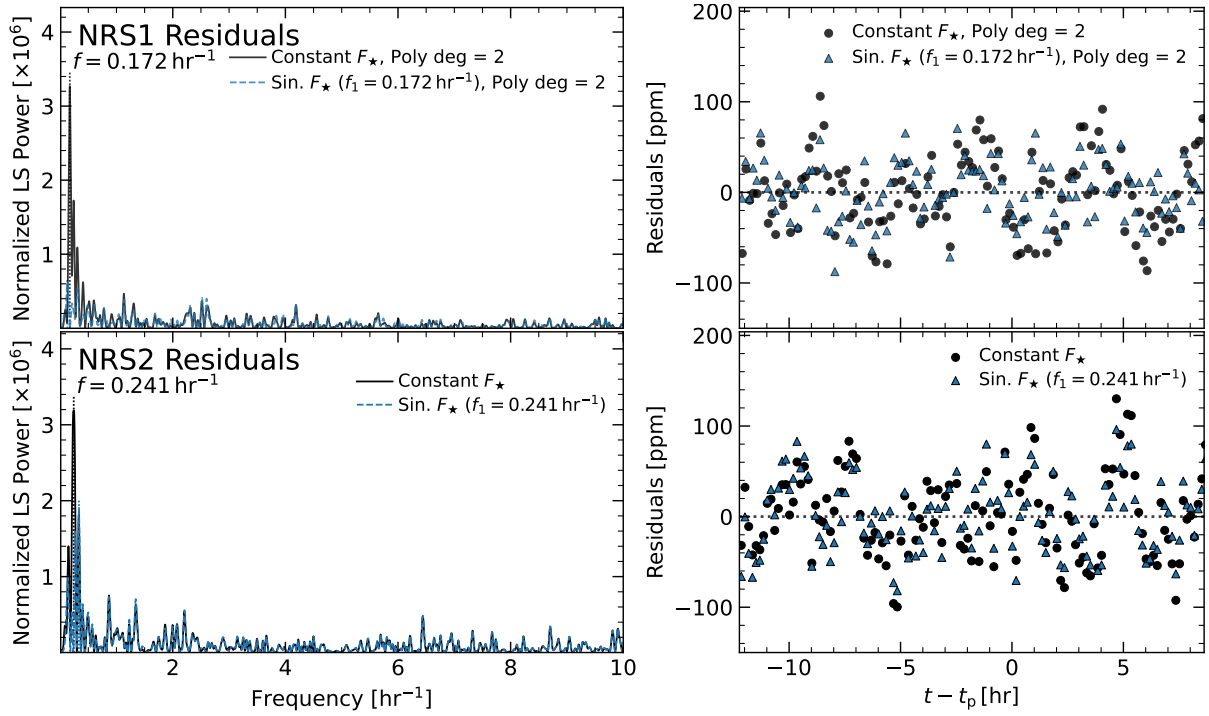 NRS1 Residuals
f = 0.172 hr⁻¹
Constant F★, Poly deg = 2
Sin. F★ (f₁ = 0.172 hr⁻¹), Poly deg = 2
Normalized LS Power [×10⁶]
4
3
2
1
Constant F★, Poly deg = 2
Sin. F★ (f₁ = 0.172 hr⁻¹), Poly deg = 2
Residuals [ppm]
200
100
0
−100
NRS2 Residuals
f = 0.241 hr⁻¹
Constant F★
Sin. F★ (f₁ = 0.241 hr⁻¹)
Normalized LS Power [×10⁶]
4
3
2
1
2
4
6
8
10
Frequency [hr⁻¹]
Constant F★
Sin. F★ (f₁ = 0.241 hr⁻¹)
Residuals [ppm]
200
100
0
−100
−10
−5
0
5
t − tₚ [hr]